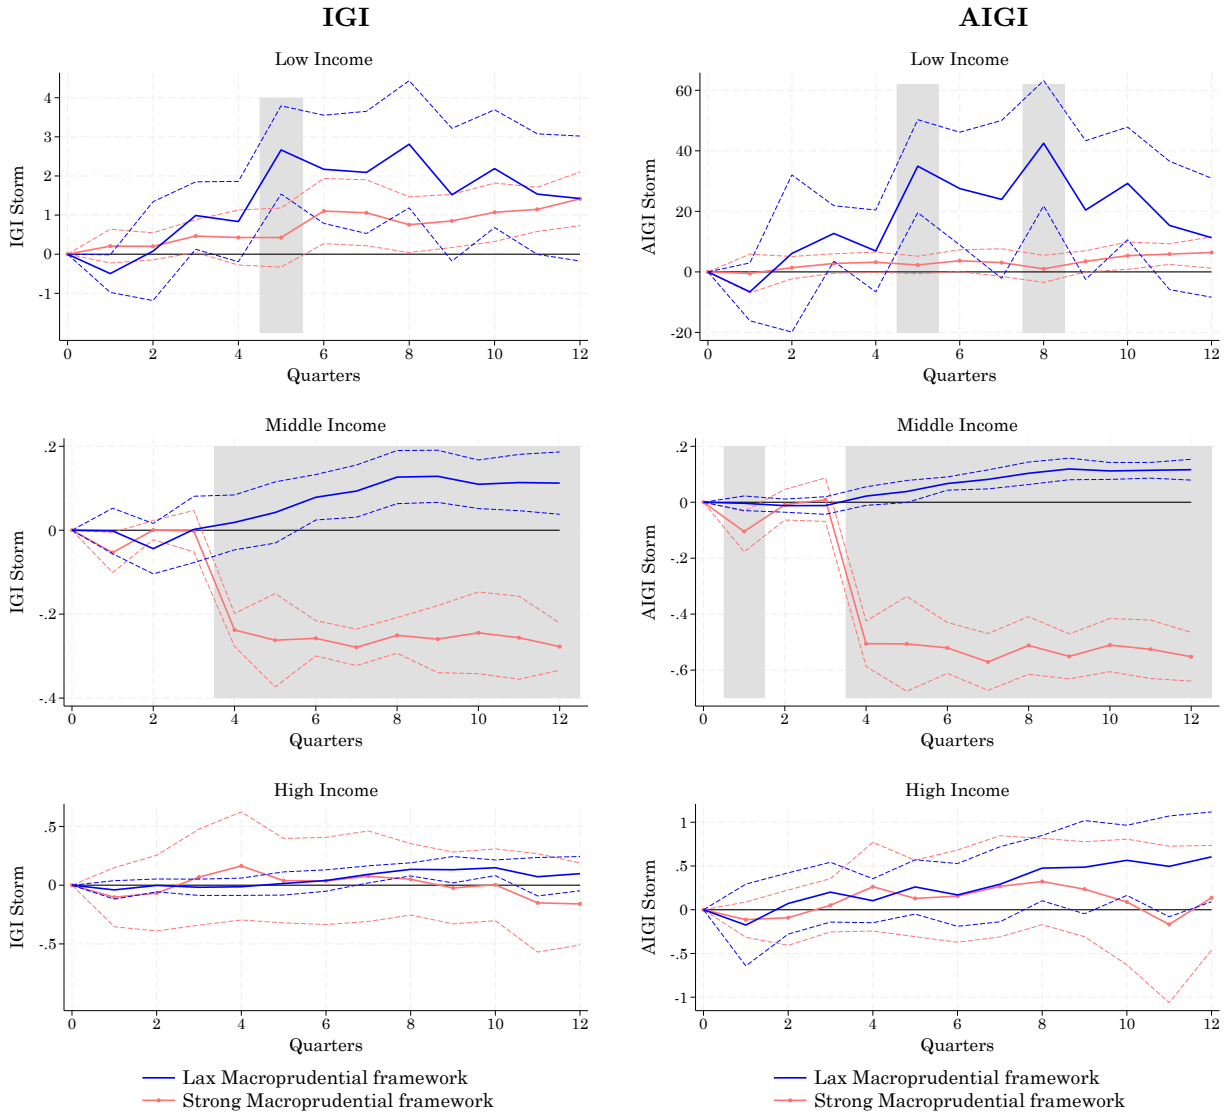 IGI
AIGI
Low Income
Low Income
IGI Storm
4
3
2
1
0
-1
0 2 4 6 8 10 12
Quarters
AIGI Storm
60
40
20
0
-20
0 2 4 6 8 10 12
Quarters
Middle Income
Middle Income
IGI Storm
.2
0
-.2
-.4
0 2 4 6 8 10 12
Quarters
AIGI Storm
.2
0
-.2
-.4
-.6
0 2 4 6 8 10 12
Quarters
High Income
High Income
IGI Storm
.5
0
-.5
0 2 4 6 8 10 12
Quarters
AIGI Storm
1
.5
0
-.5
-1
0 2 4 6 8 10 12
Quarters
Lax Macroprudential framework
Strong Macroprudential framework
Lax Macroprudential framework
Strong Macroprudential framework